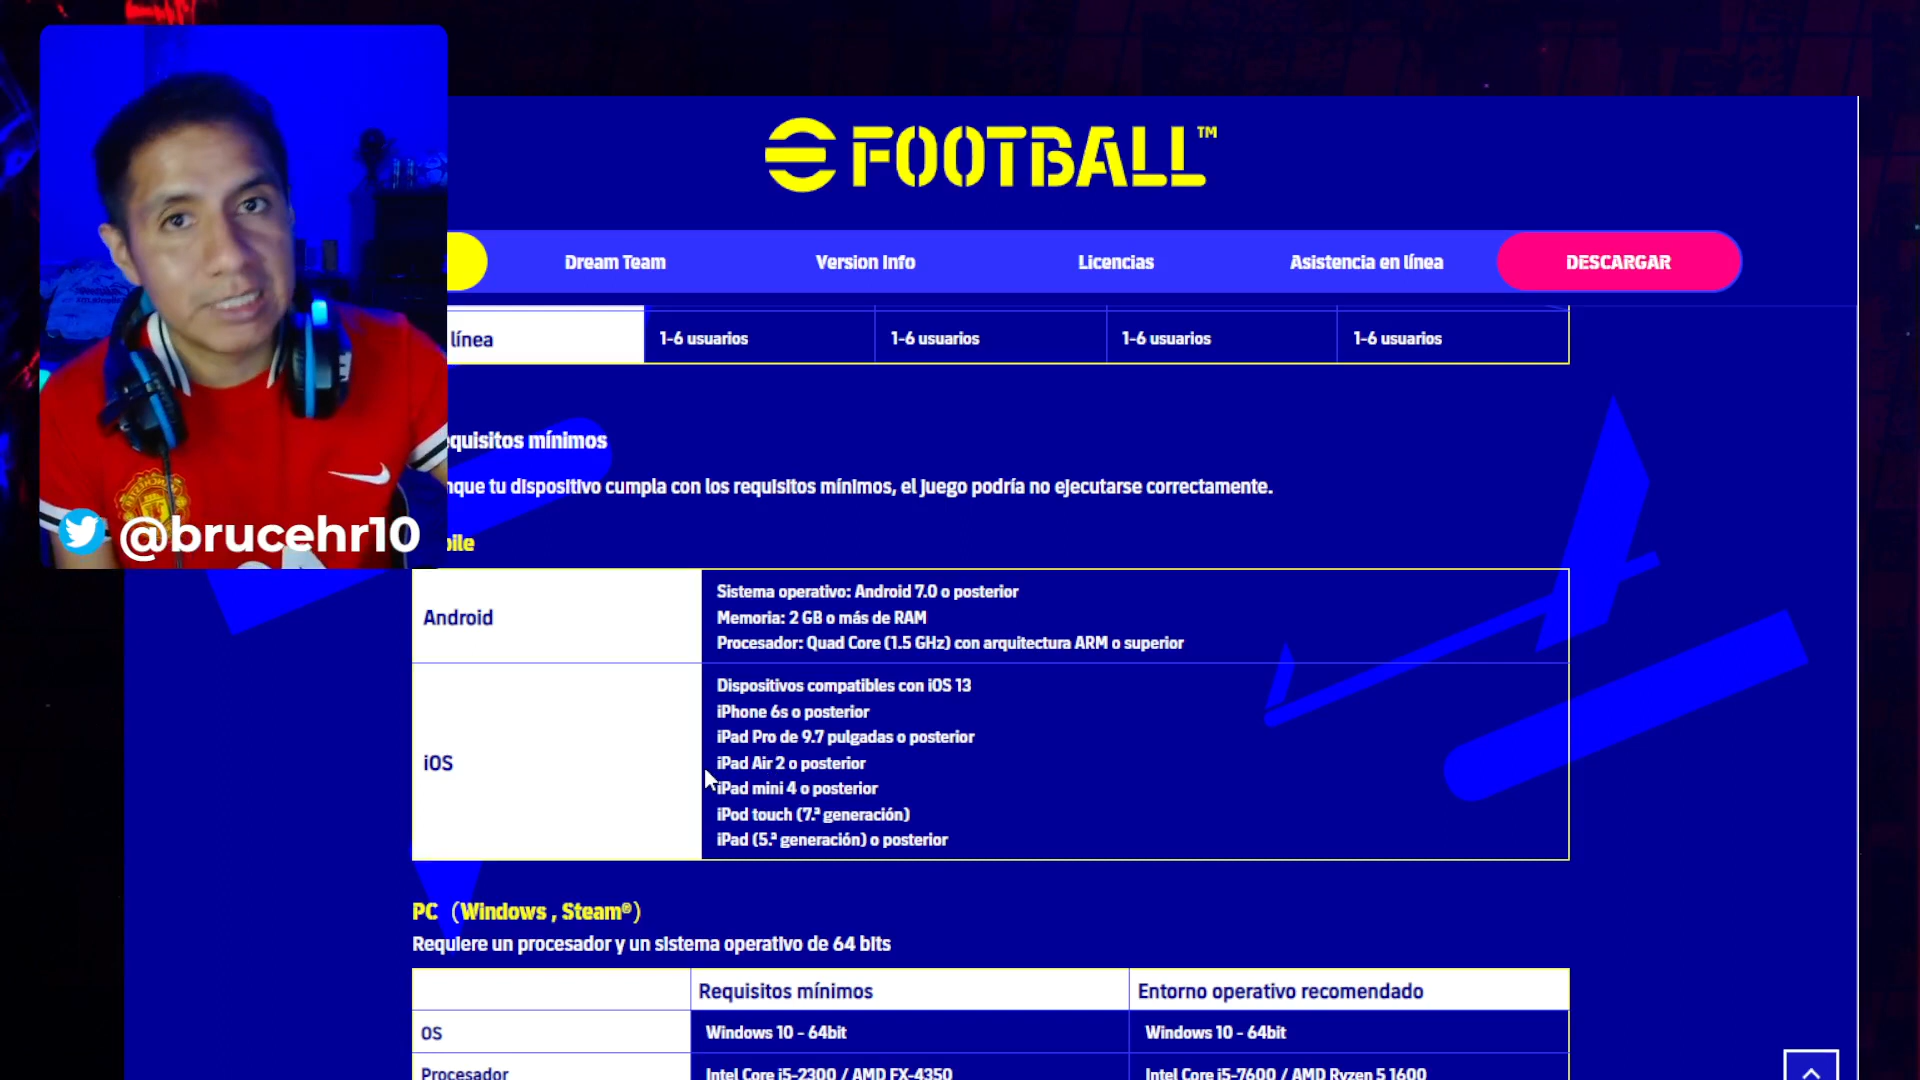 FOOTBALL™
Dream Team
Version Info
Licencias
Asistencia en línea
DESCARGAR
línea
1-6 usuarios
1-6 usuarios
1-6 usuarios
1-6 usuarios
quisitos mínimos
nque tu dispositivo cumpla con los requisitos mínimos, el juego podría no ejecutarse correctamente.
@brucehr10
bile
Android
Sistema operativo: Android 7.0 o posterior
Memoria: 2 GB o más de RAM
Procesador: Quad Core (1.5 GHz) con arquitectura ARM o superior
iOS
Dispositivos compatibles con iOS 13
iPhone 6s o posterior
iPad Pro de 9.7 pulgadas o posterior
iPad Air 2 o posterior
iPad mini 4 o posterior
iPod touch (7.ª generación)
iPad (5.ª generación) o posterior
PC (Windows , Steam®)
Requiere un procesador y un sistema operativo de 64 bits
Requisitos mínimos
Entorno operativo recomendado
OS
Windows 10 - 64bit
Windows 10 - 64bit
Procesador
Intel Core i5-2300 / AMD FX-4350
Intel Core i5-7600 / AMD Ryzen 5 1600